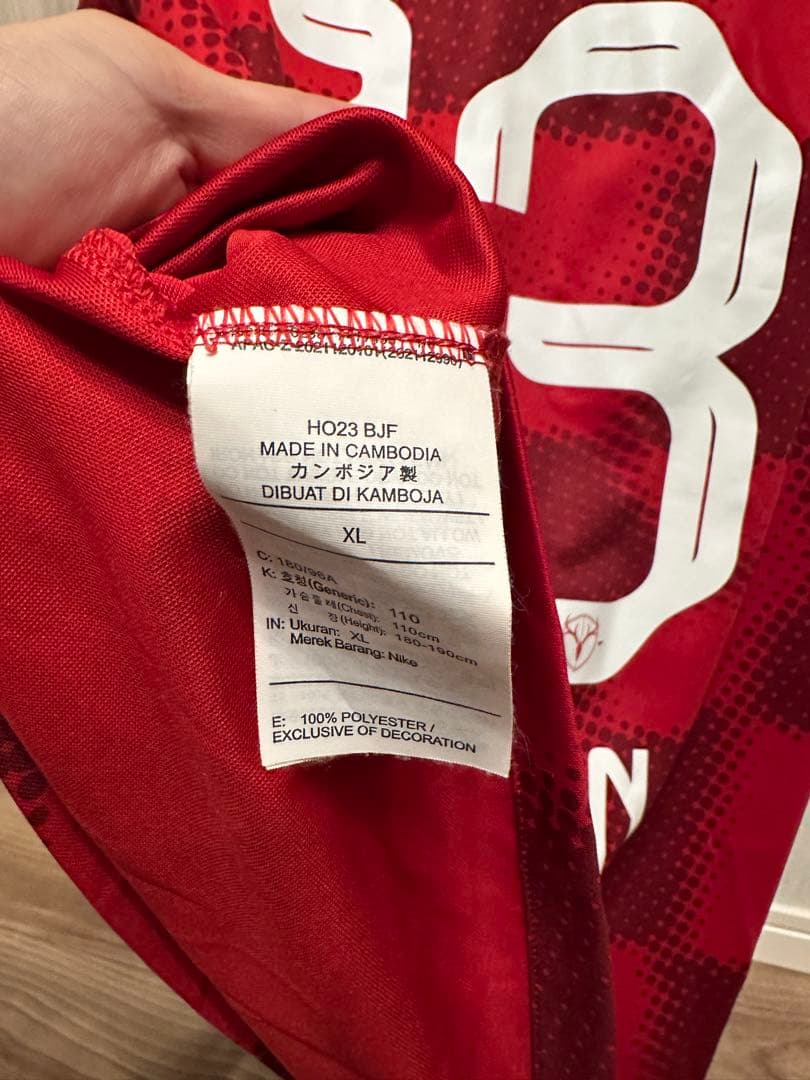 HO23 BJF
MADE IN CAMBODIA
カンボジア製
DIBUAT DI KAMBOJA
XL
C: 180/96A
K: 호칭(Generic): 110
가슴둘레(Chest): 110cm
신 장(Height): 180-190cm
IN: Ukuran: XL
Merek Barang: Nike
E: 100% POLYESTER /
EXCLUSIVE OF DECORATION
3
N